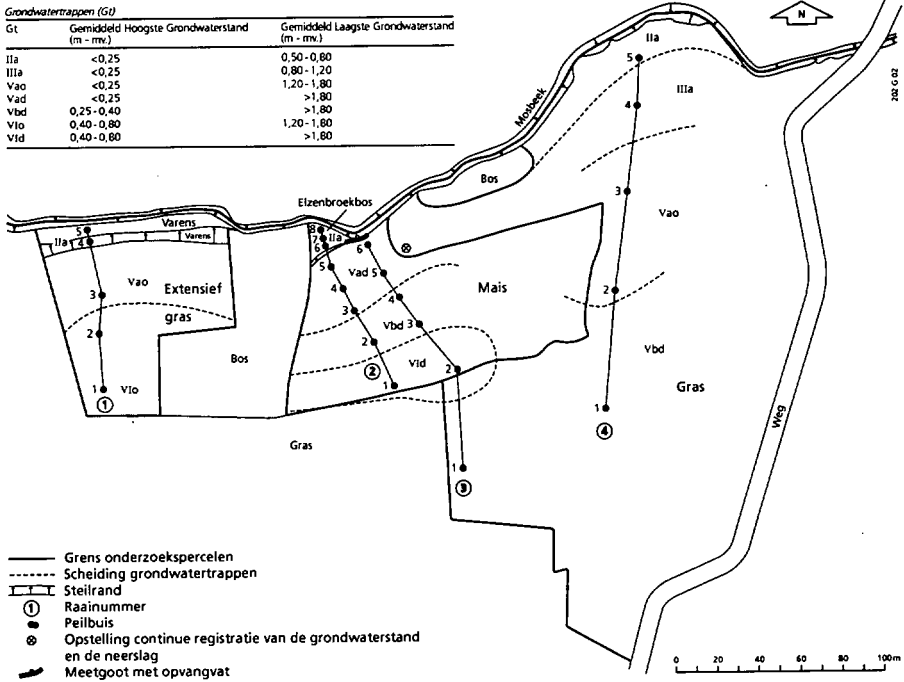 Grondwatertrappen (Gt)
Gt Gemiddeld Hoogste Grondwaterstand Gemiddeld Laagste Grondwaterstand
(m - mv.) (m - mv.)
IIa <0,25 0,50-0,80
IIIa <0,25 0,80-1,20
Vao <0,25 1,20-1,80
Vad <0,25 >1,80
Vbd 0,25-0,40 >1,80
VIo 0,40-0,80 1,20-1,80
VId 0,40-0,80 >1,80
N
202 G 02
Mosbeek
IIa
5
IIIa
4
Bos
3
Vao
2
Vbd
Gras
1
4
Weg
Elzenbroekbos
Varens
5
IIa
4
Varens
Vao
3
Extensief
gras
2
1
VIo
1
Bos
8
7
IIa
6
5
Vad
4
3
Vbd
2
VId
2
1
6
5
4
3
2
1
3
Mais
Gras
Grens onderzoekspercelen
Scheiding grondwatertrappen
Steilrand
1 Raainummer
Peilbuis
Opstelling continue registratie van de grondwaterstand
en de neerslag
Meetgoot met opvangvat
0 20 40 60 80 100m